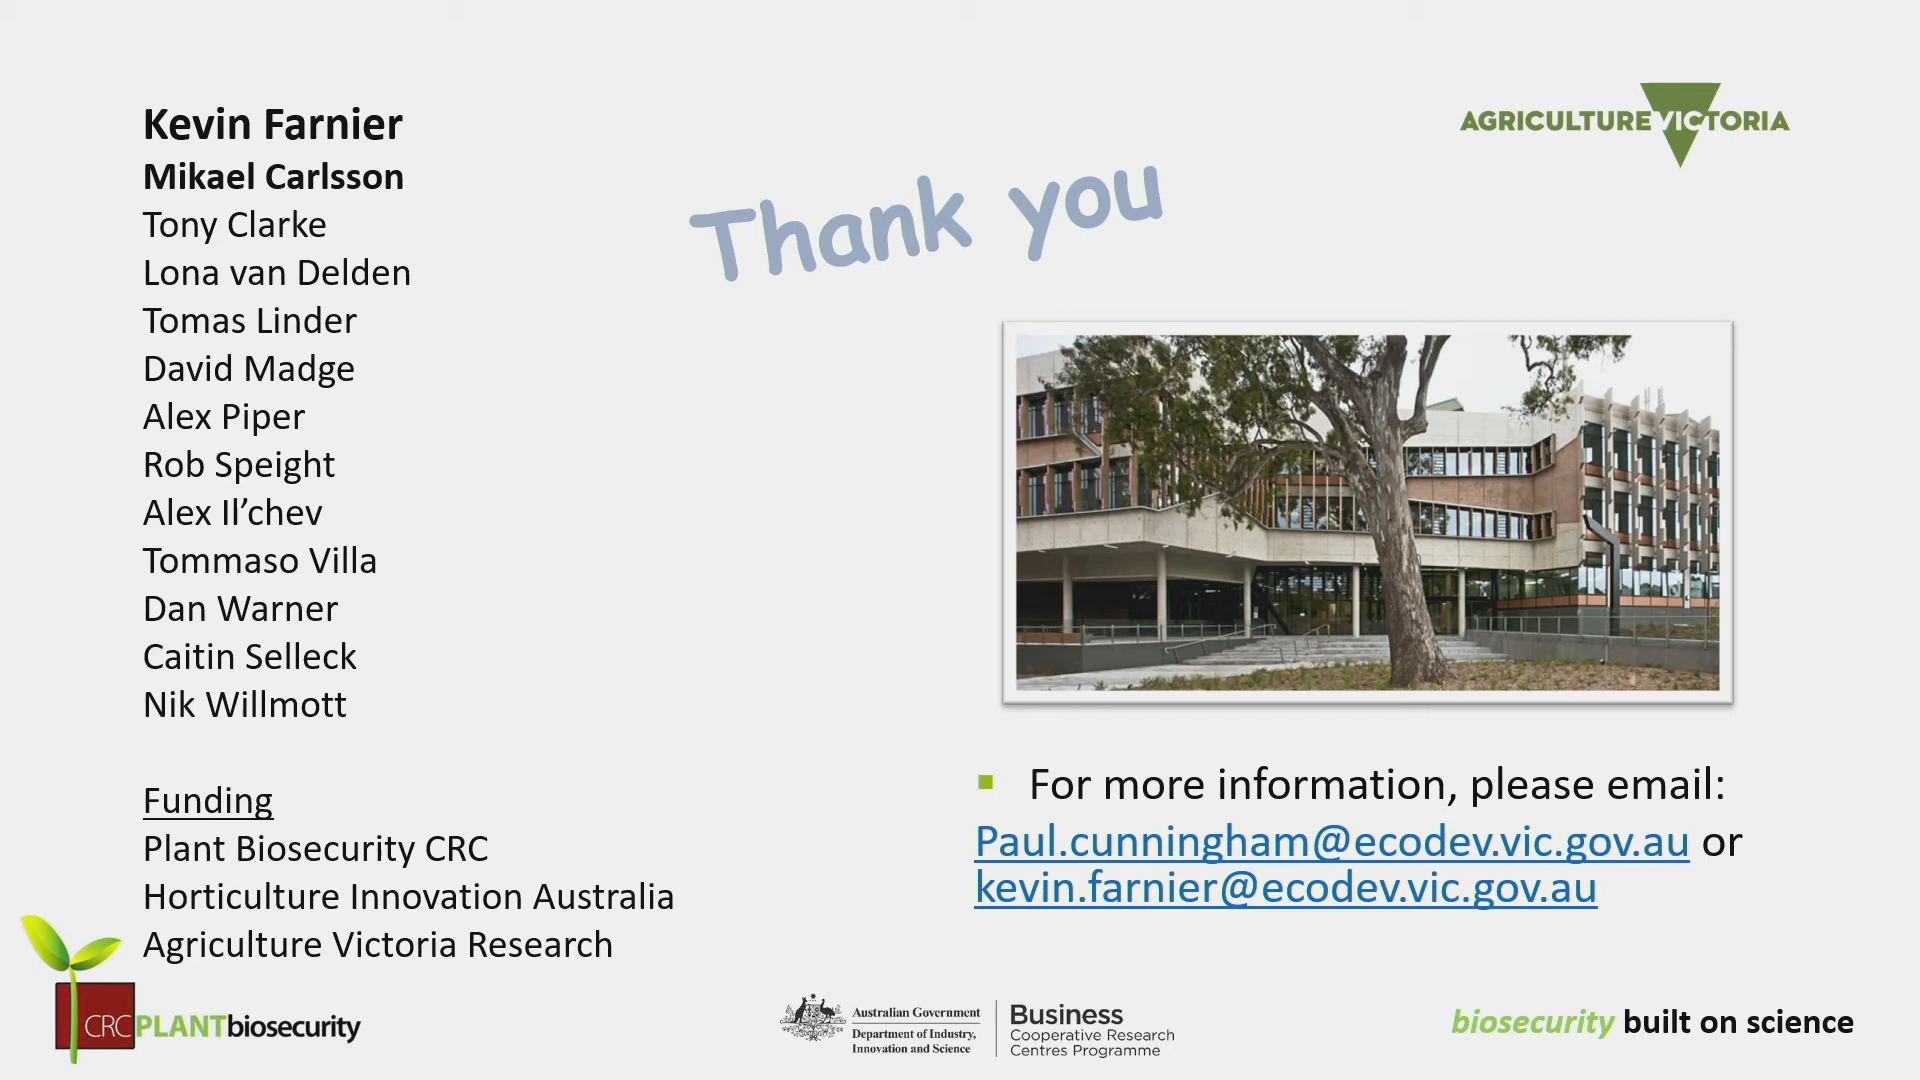 Kevin Farnier
Mikael Carlsson
Tony Clarke
Lona van Delden
Tomas Linder
David Madge
Alex Piper
Rob Speight
Alex Il’chev
Tommaso Villa
Dan Warner
Caitin Selleck
Nik Willmott
Funding
Plant Biosecurity CRC
Horticulture Innovation Australia
Agriculture Victoria Research
Thank you
AGRICULTURE VICTORIA
For more information, please email:
Paul.cunningham@ecodev.vic.gov.au or
kevin.farnier@ecodev.vic.gov.au
CRCPLANTbiosecurity
Australian Government
Department of Industry,
Innovation and Science
Business
Cooperative Research
Centres Programme
biosecurity built on science